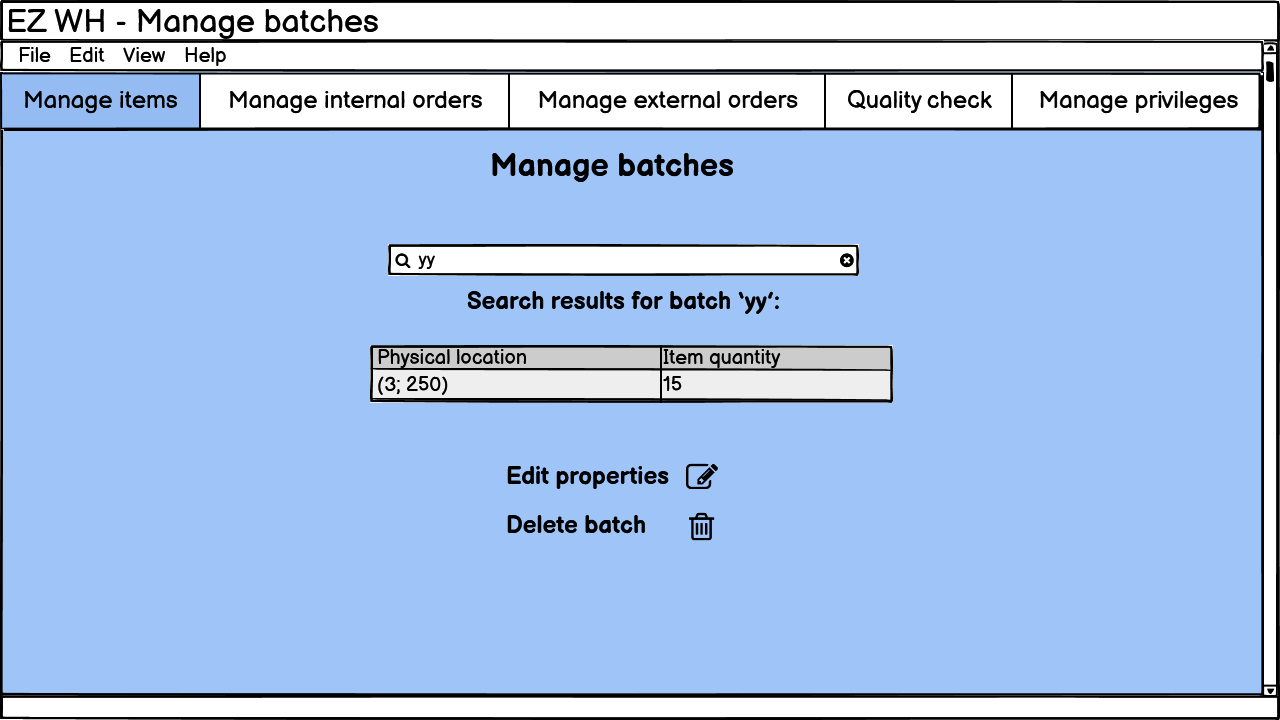 EZ WH - Manage batches
File Edit View Help
Manage items Manage internal orders Manage external orders Quality check Manage privileges
Manage batches
yy
Search results for batch ‘yy’:
Physical location Item quantity
(3; 250) 15
Edit properties
Delete batch